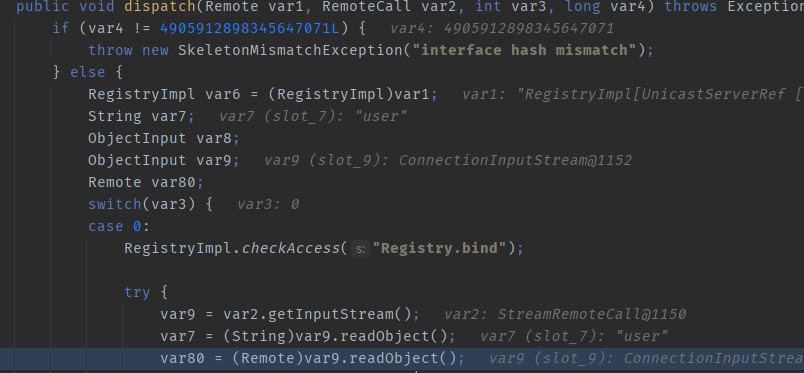 public void dispatch(Remote var1, RemoteCall var2, int var3, long var4) throws Exception
if (var4 != 4905912898345647071L) { var4: 4905912898345647071
throw new SkeletonMismatchException("interface hash mismatch");
} else {
RegistryImpl var6 = (RegistryImpl)var1; var1: "RegistryImpl[UnicastServerRef [
String var7; var7 (slot_7): "user"
ObjectInput var8;
ObjectInput var9; var9 (slot_9): ConnectionInputStream@1152
Remote var80;
switch(var3) { var3: 0
case 0:
RegistryImpl.checkAccess( s: "Registry.bind");
try {
var9 = var2.getInputStream(); var2: StreamRemoteCall@1150
var7 = (String)var9.readObject(); var7 (slot_7): "user"
var80 = (Remote)var9.readObject(); var9 (slot_9): ConnectionInputStrea